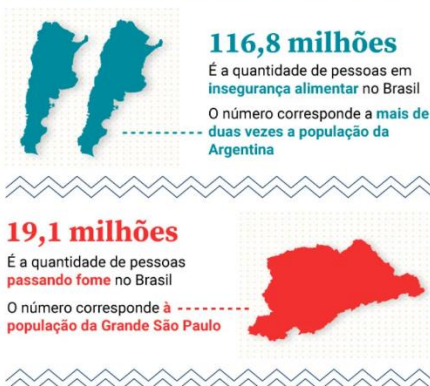 116,8 milhões
É a quantidade de pessoas em
insegurança alimentar no Brasil
O número corresponde a mais de
duas vezes a população da
Argentina
19,1 milhões
É a quantidade de pessoas
passando fome no Brasil
O número corresponde à
população da Grande São Paulo